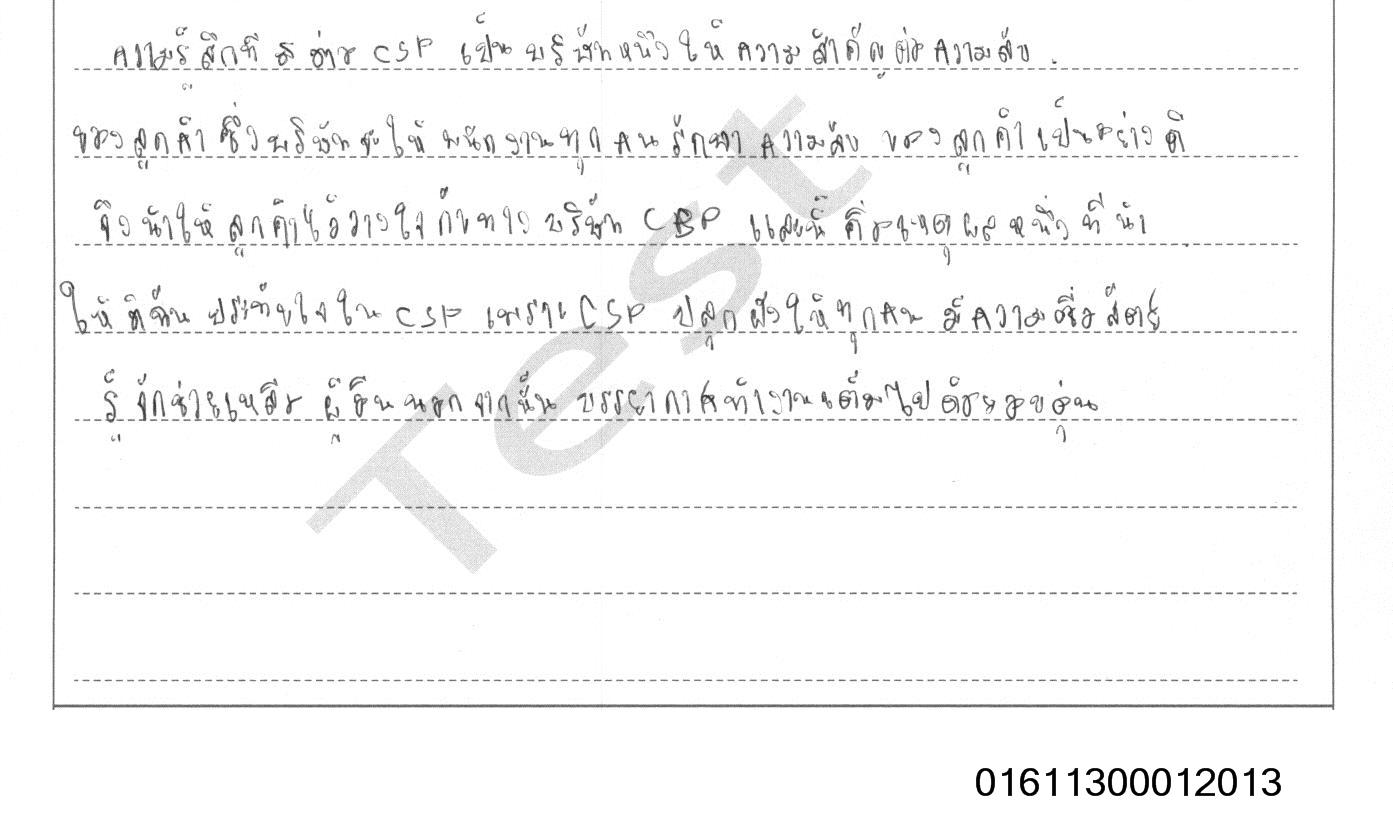 ความรู้สึกที่มีต่อ CSP เป็นบริษัทหนึ่งให้ความสำคัญต่อความลับ
ของลูกค้า ซึ่งบริษัทจะให้พนักงานทุกคนรักษาความลับ ของลูกค้าเป็นอย่างดี
จึงทำให้ลูกค้าไว้วางใจกับทางบริษัท CSP และนี้คือเหตุผลหนึ่งที่ทำ
ให้ดิฉันประทับใจใน CSP เพราะ CSP ปลูกฝังให้ทุกคน มีความซื่อสัตย์
รู้จักช่วยเหลือ ผู้อื่นนอกจากนั้น บรรยากาศทำงานเต็มไปด้วยอบอุ่น
Test
01611300012013